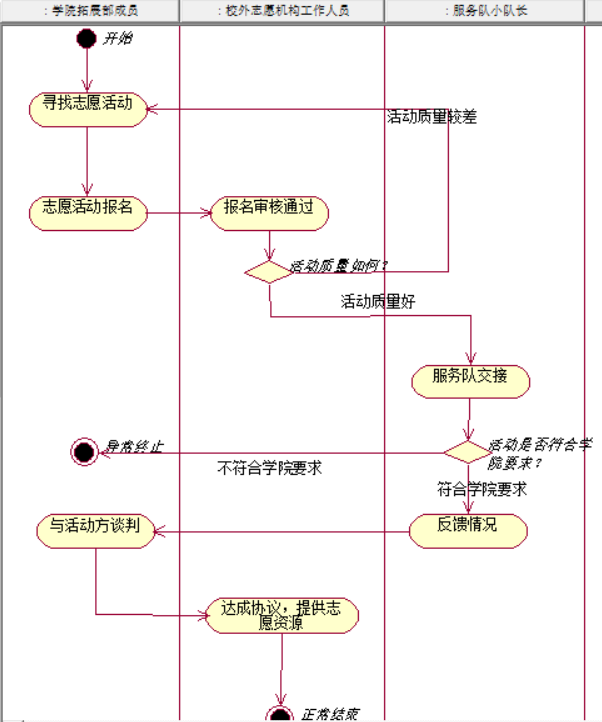 : 学院拓展部成员
: 校外志愿机构工作人员
: 服务队小队长
开始
寻找志愿活动
活动质量较差
志愿活动报名
报名审核通过
活动质量如何?
活动质量好
服务队交接
异常终止
活动是否符合学
院要求?
不符合学院要求
符合学院要求
与活动方谈判
反馈情况
达成协议，提供志
愿资源
正常结束